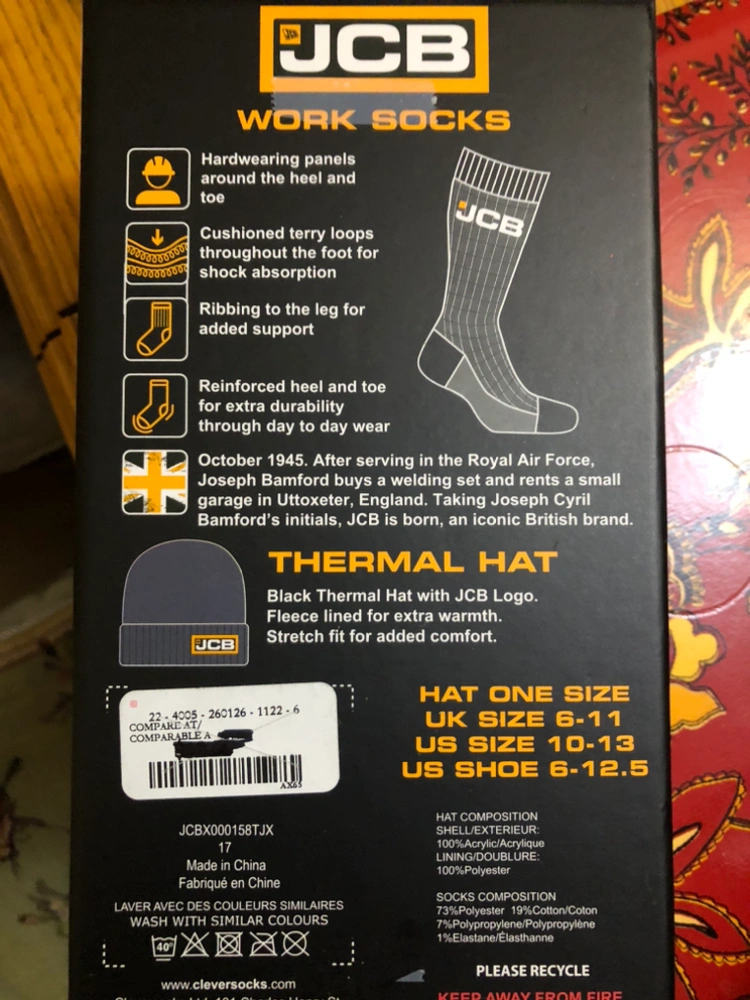 JCB
WORK SOCKS
Hardwearing panels
around the heel and
toe
Cushioned terry loops
throughout the foot for
shock absorption
Ribbing to the leg for
added support
Reinforced heel and toe
for extra durability
through day to day wear
JCB
October 1945. After serving in the Royal Air Force,
Joseph Bamford buys a welding set and rents a small
garage in Uttoxeter, England. Taking Joseph Cyril
Bamford's initials, JCB is born, an iconic British brand.
THERMAL HAT
Black Thermal Hat with JCB Logo.
Fleece lined for extra warmth.
Stretch fit for added comfort.
JCB
22 - 4005 - 260126 - 1122 - 6
COMPARE AT/
COMPARABLE A
AX65
HAT ONE SIZE
UK SIZE 6-11
US SIZE 10-13
US SHOE 6-12.5
JCBX000158TJX
17
Made in China
Fabriqué en Chine
LAVER AVEC DES COULEURS SIMILAIRES
WASH WITH SIMILAR COLOURS
40°
www.cleversocks.com
HAT COMPOSITION
SHELL/EXTERIEUR:
100%Acrylic/Acrylique
LINING/DOUBLURE:
100%Polyester
SOCKS COMPOSITION
73%Polyester 19%Cotton/Coton
7%Polypropylene/Polypropylène
1%Elastane/Élasthanne
PLEASE RECYCLE
KEEP AWAY FROM FIRE